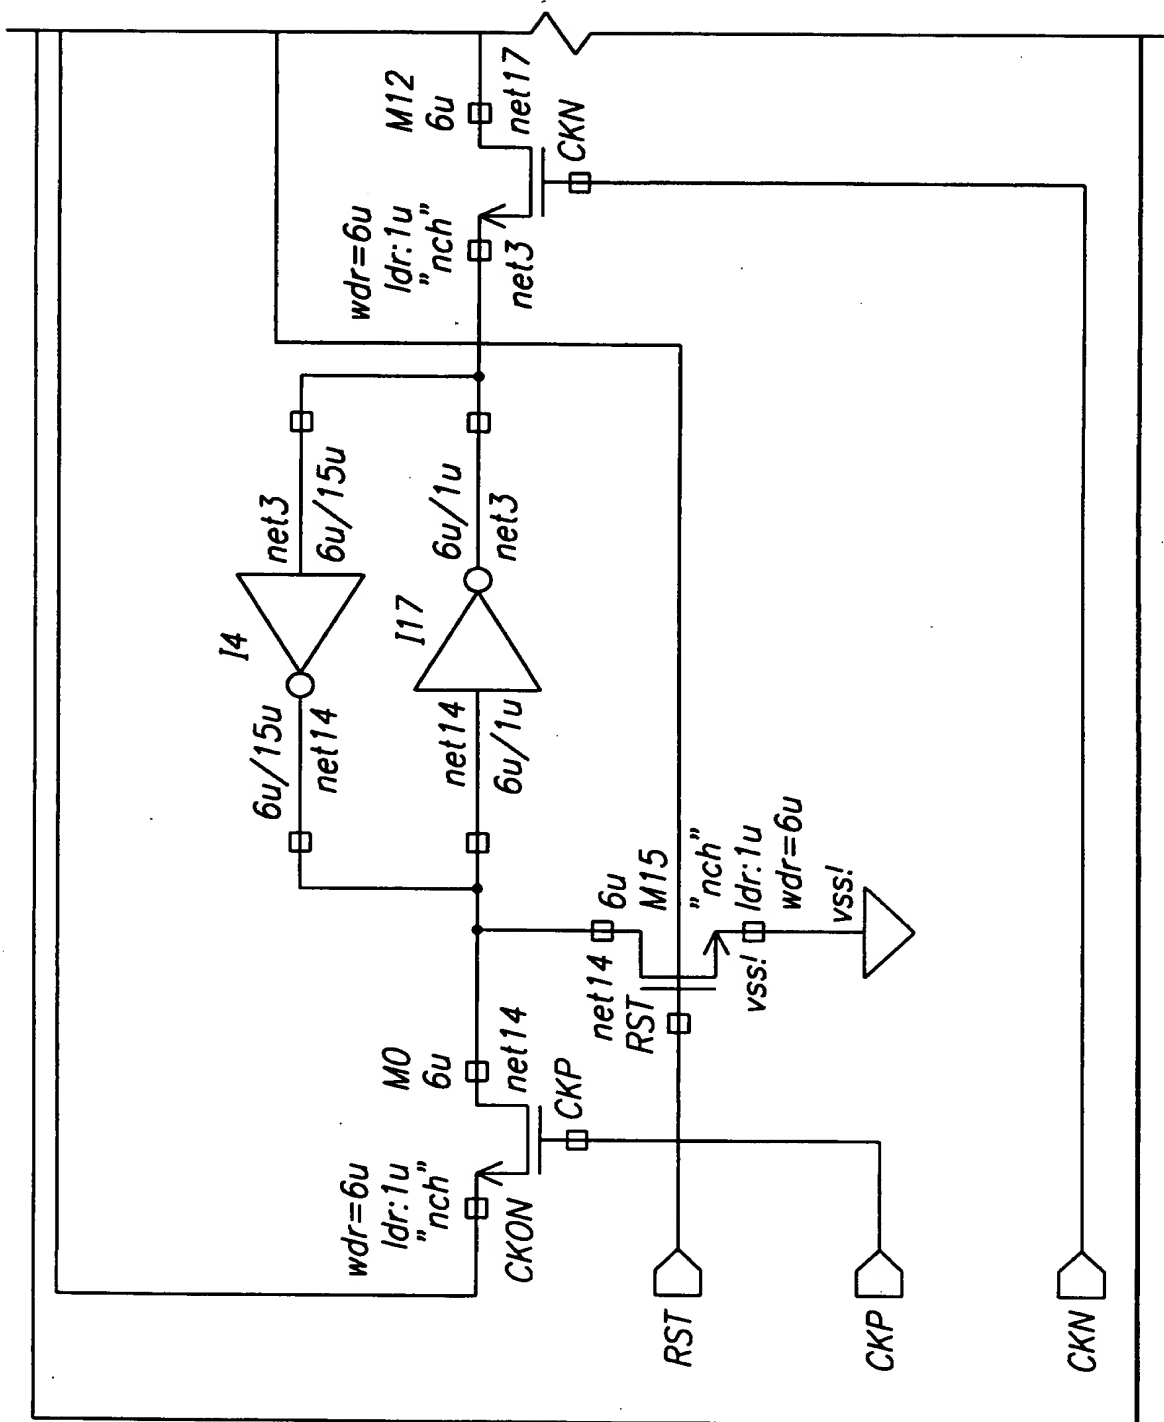 M12
6u
net17
CKN
wdr=6u
ldr:1u
"nch"
net3
net3
6u/15u
I4
6u/15u
net14
6u/1u
net3
I17
net14
6u/1u
6u
M15
"nch"
ldr:1u
wdr=6u
net14
RST
vss!
vss!
M0
6u
net14
CKP
wdr=6u
ldr:1u
"nch"
CKON
RST
CKP
CKN